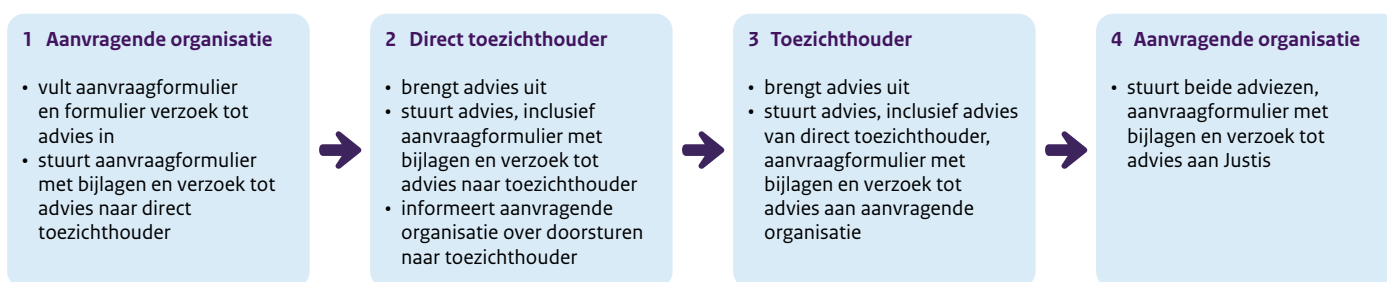 1 Aanvragende organisatie
• vult aanvraagformulier
en formulier verzoek tot
advies in
• stuurt aanvraagformulier
met bijlagen en verzoek tot
advies naar direct
toezichthouder
2 Direct toezichthouder
• brengt advies uit
• stuurt advies, inclusief
aanvraagformulier met
bijlagen en verzoek tot
advies naar toezichthouder
• informeert aanvragende
organisatie over doorsturen
naar toezichthouder
3 Toezichthouder
• brengt advies uit
• stuurt advies, inclusief advies
van direct toezichthouder,
aanvraagformulier met
bijlagen en verzoek tot
advies aan aanvragende
organisatie
4 Aanvragende organisatie
• stuurt beide adviezen,
aanvraagformulier met
bijlagen en verzoek tot
advies aan Justis